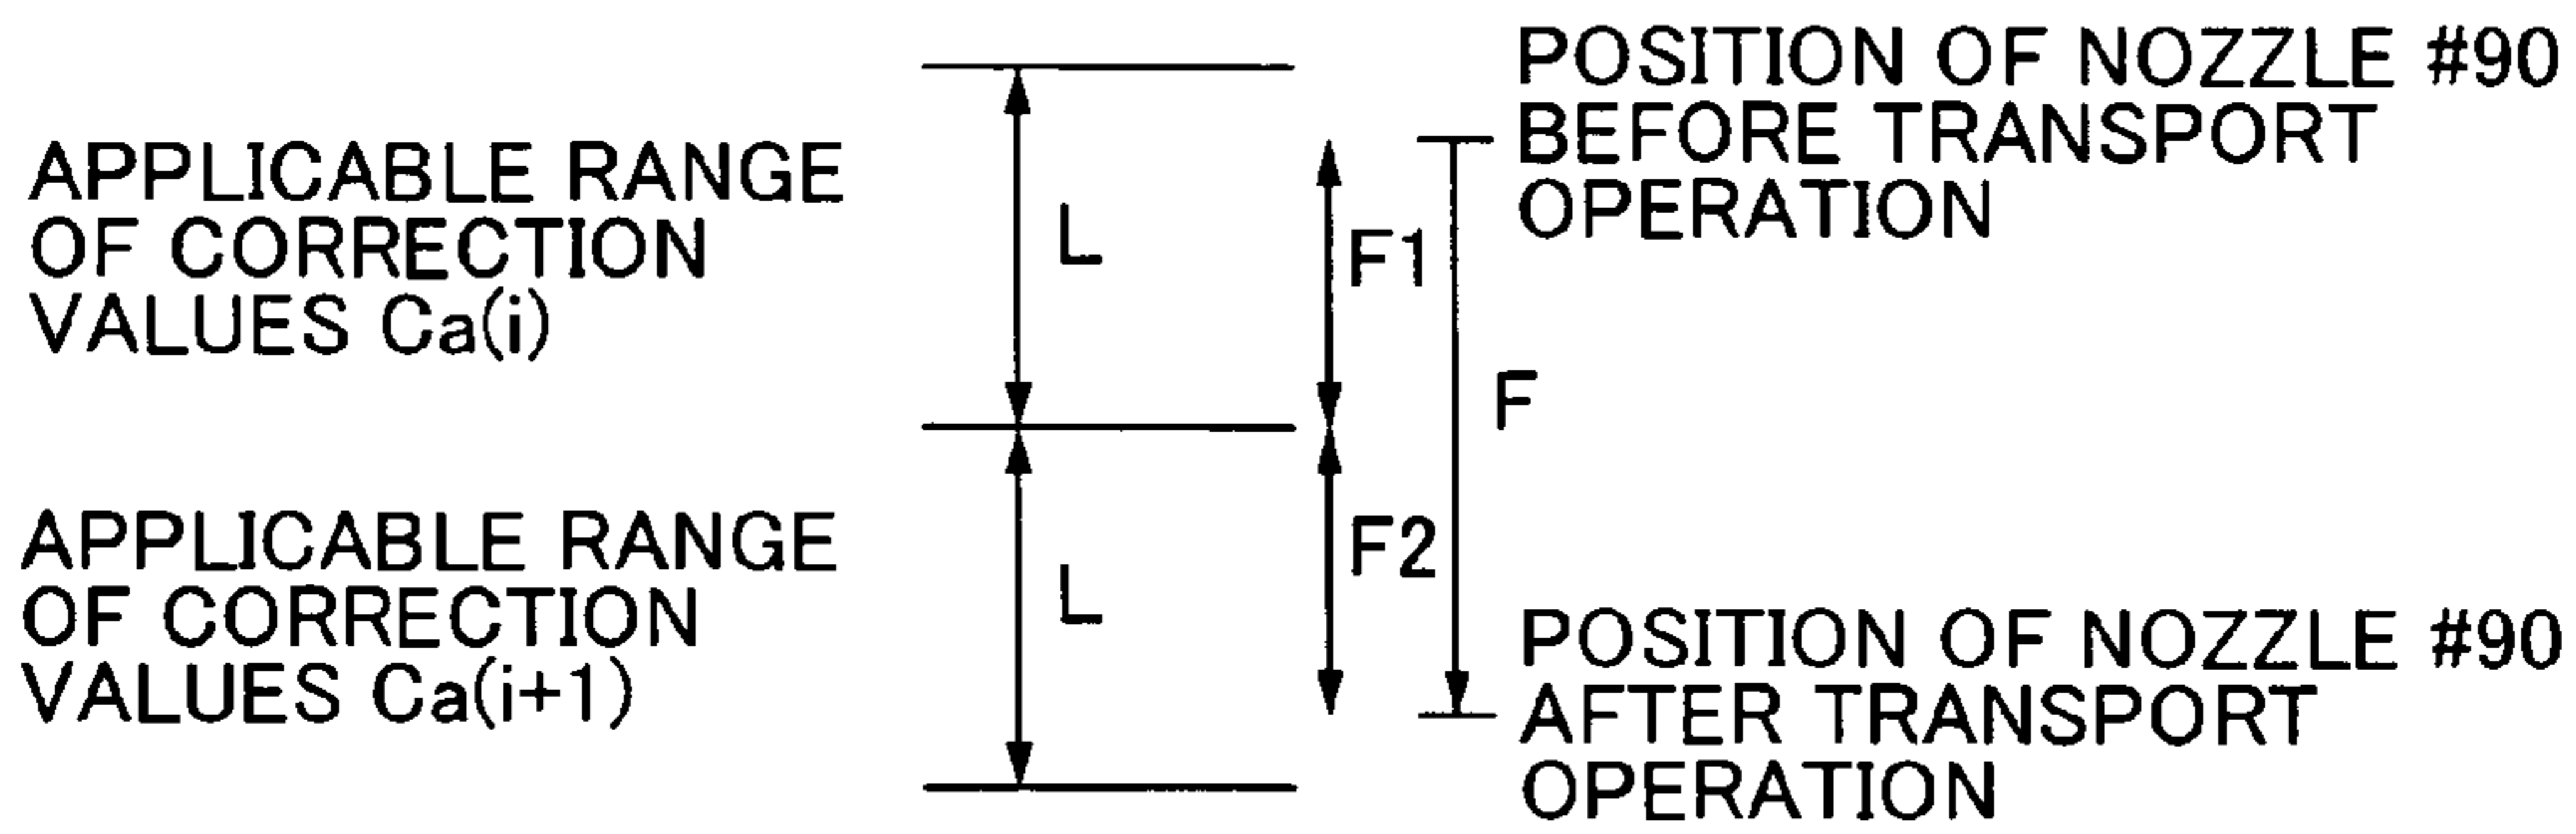 APPLICABLE RANGE
OF CORRECTION
VALUES Ca(i)
L
F1
F
POSITION OF NOZZLE #90
BEFORE TRANSPORT
OPERATION
APPLICABLE RANGE
OF CORRECTION
VALUES Ca(i+1)
L
F2
POSITION OF NOZZLE #90
AFTER TRANSPORT
OPERATION